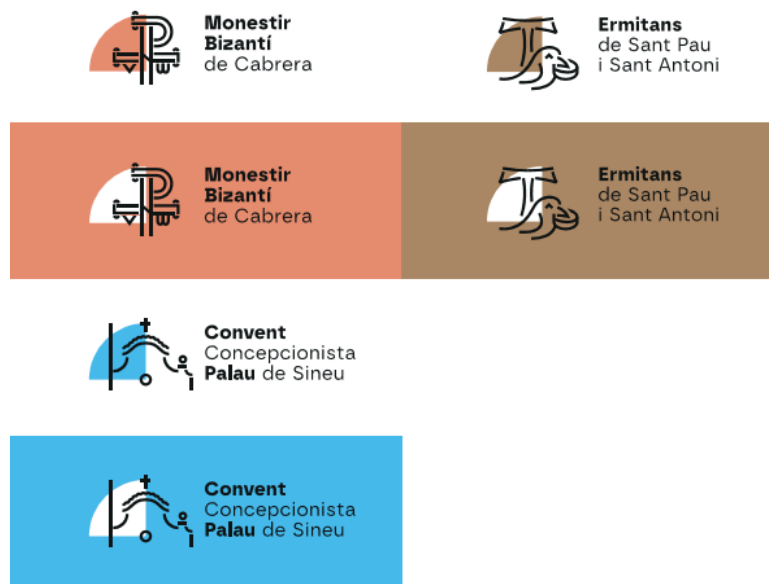 Monestir
Bizantí
de Cabrera
Ermitans
de Sant Pau
i Sant Antoni
Monestir
Bizantí
de Cabrera
Ermitans
de Sant Pau
i Sant Antoni
Convent
Concepcionista
Palau de Sineu
Convent
Concepcionista
Palau de Sineu